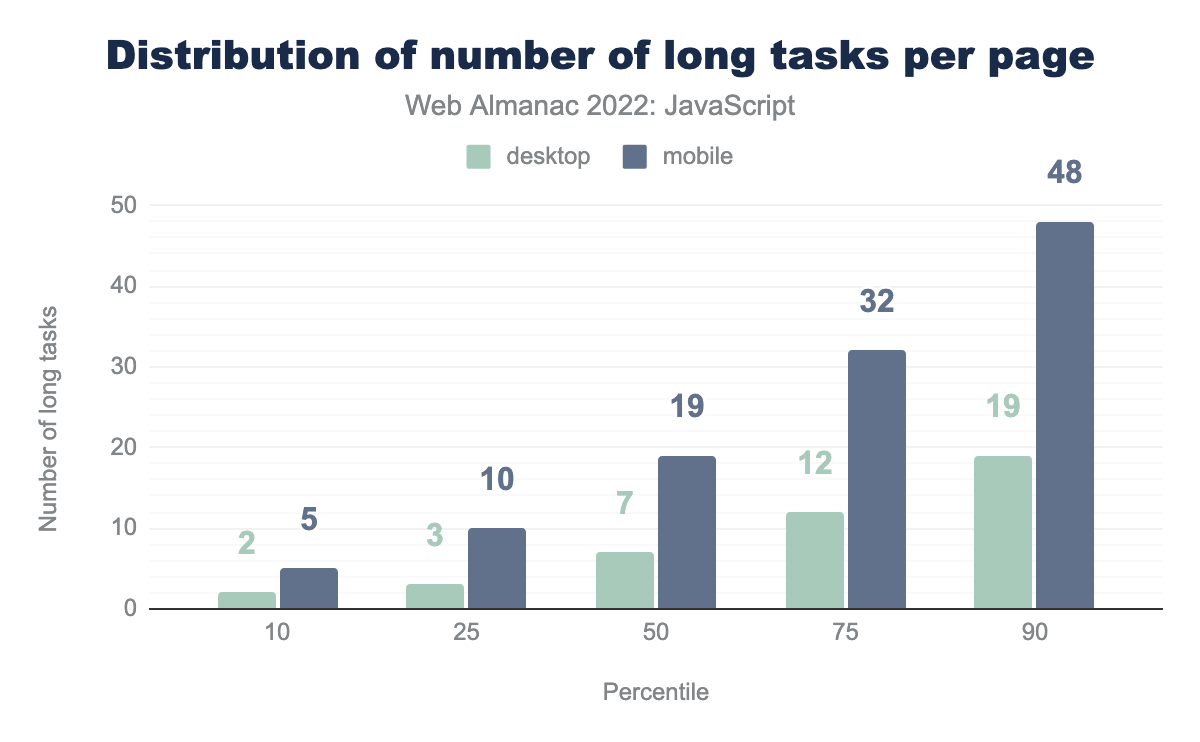 Distribution of number of long tasks per page
Web Almanac 2022: JavaScript
desktop mobile
Number of long tasks
50
40
30
20
10
0
2 5 3 10 7 19 12 32 19 48
10 25 50 75 90
Percentile